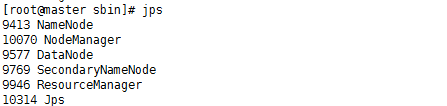 [root@master sbin]# jps
9413 NameNode
10070 NodeManager
9577 DataNode
9769 SecondaryNameNode
9946 ResourceManager
10314 Jps